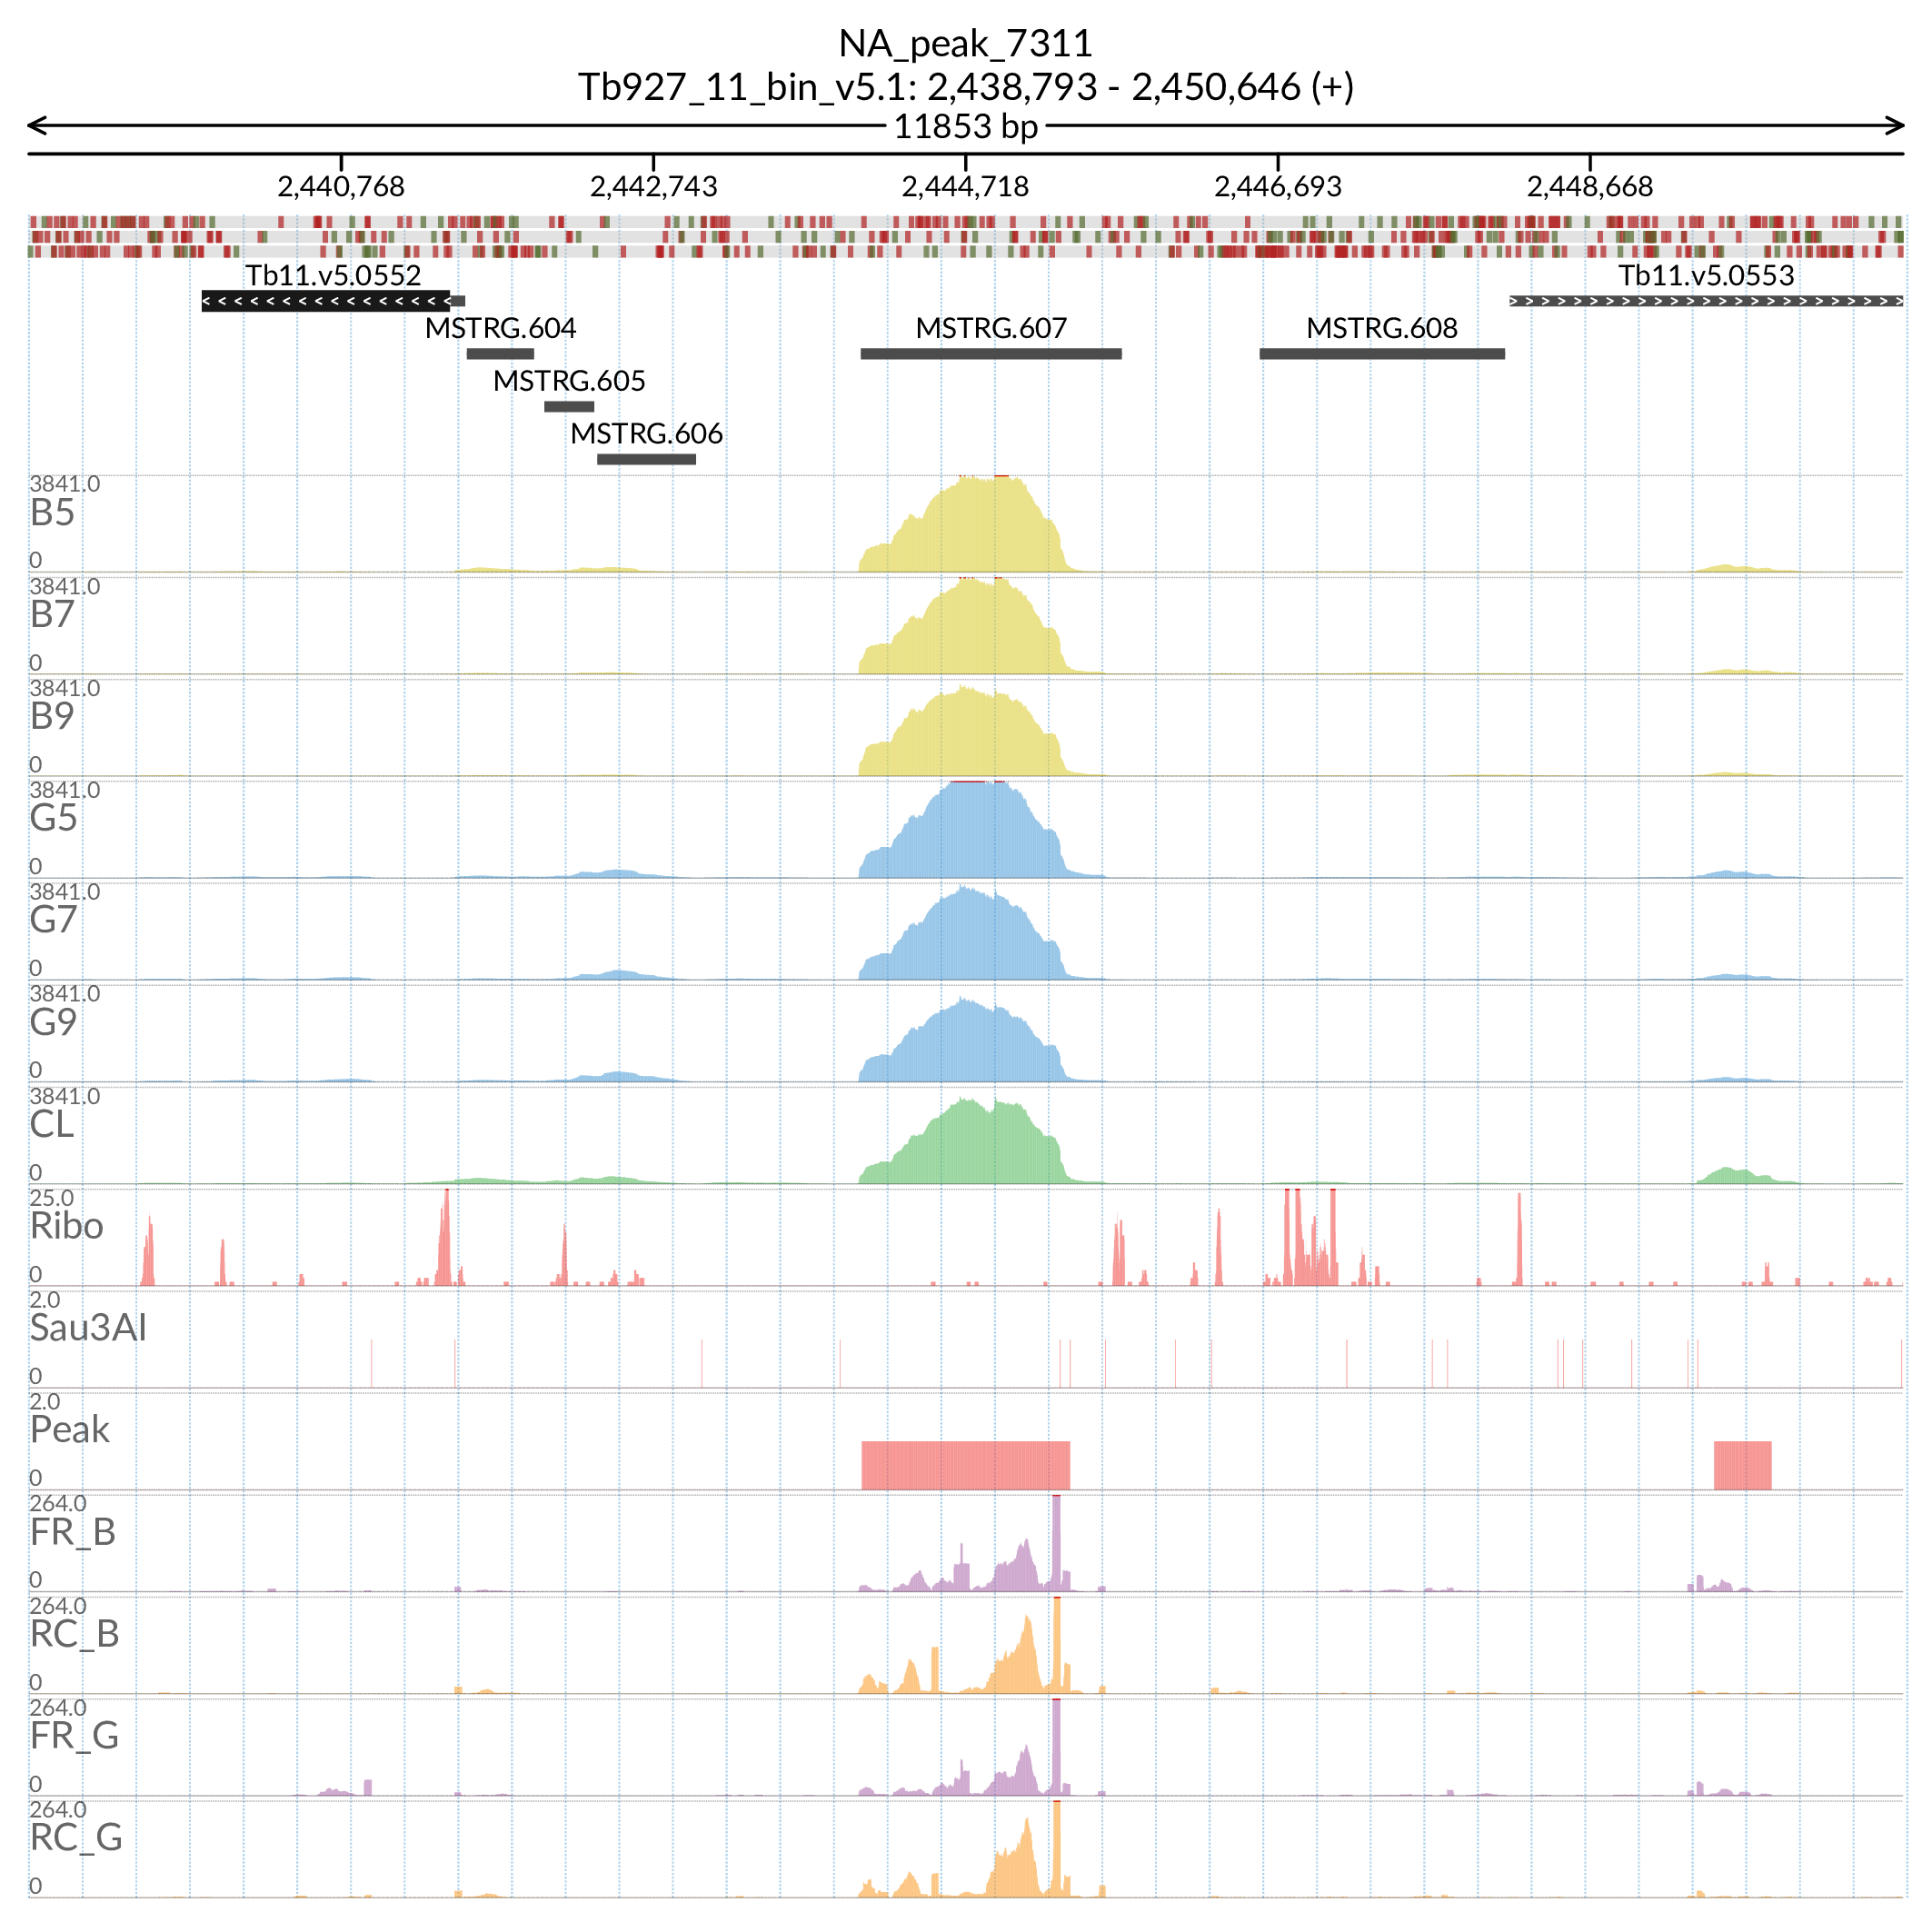 NA_peak_7311
Tb927_11_bin_v5.1: 2,438,793 - 2,450,646 (+)
11853 bp
2,440,768 2,442,743 2,444,718 2,446,693 2,448,668
Tb11.v5.0552 Tb11.v5.0553
MSTRG.604 MSTRG.607 MSTRG.608
MSTRG.605
MSTRG.606
3841.0
B5
0
3841.0
B7
0
3841.0
B9
0
3841.0
G5
0
3841.0
G7
0
3841.0
G9
0
3841.0
CL
0
25.0
Ribo
0
2.0
Sau3AI
0
2.0
Peak
0
264.0
FR_B
0
264.0
RC_B
0
264.0
FR_G
0
264.0
RC_G
0